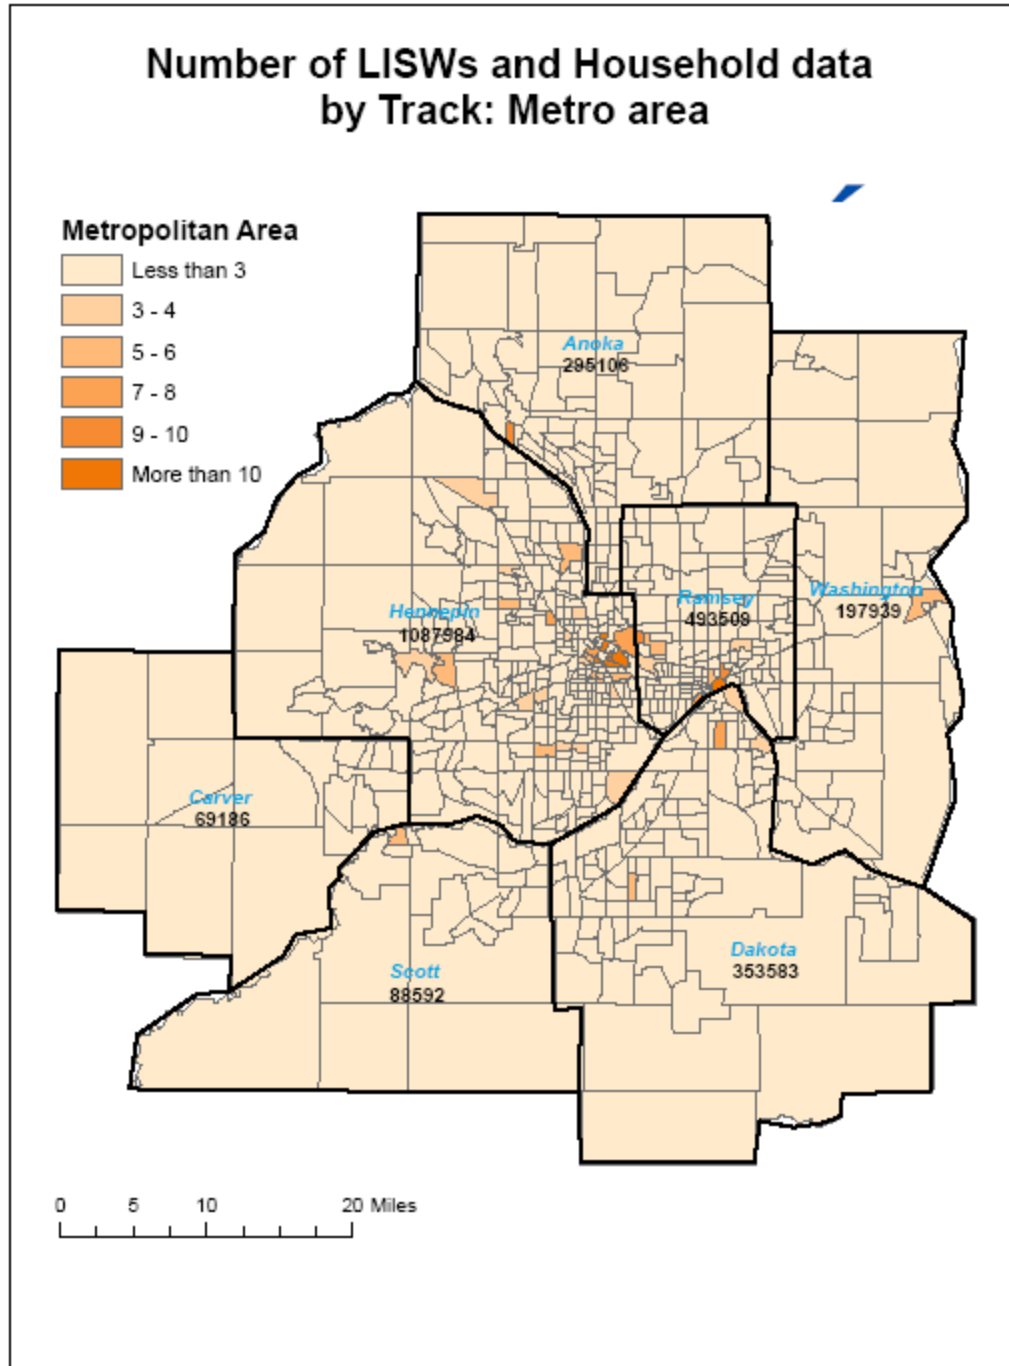 Number of LISWs and Household data
by Track: Metro area
Metropolitan Area
Less than 3
3 - 4
5 - 6
7 - 8
9 - 10
More than 10
Anoka
295106
Hennepin
1087984
Ramsey
493509
Washington
197939
Carver
69186
Scott
88592
Dakota
353583
0 5 10 20 Miles